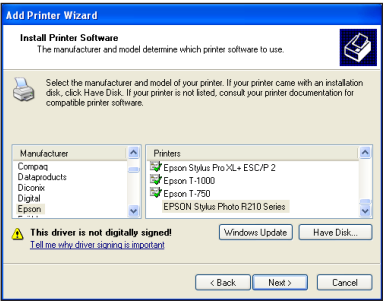 Add Printer Wizard
Install Printer Software
The manufacturer and model determine which printer software to use.
Select the manufacturer and model of your printer. If your printer came with an installation
disk, click Have Disk. If your printer is not listed, consult your printer documentation for
compatible printer software.
Manufacturer
Compaq
Dataproducts
Diconix
Digital
Epson
Printers
Epson Stylus Pro XL+ ESC/P 2
Epson T-1000
Epson T-750
EPSON Stylus Photo R210 Series
This driver is not digitally signed!
Tell me why driver signing is important
Windows Update
Have Disk...
< Back
Next >
Cancel